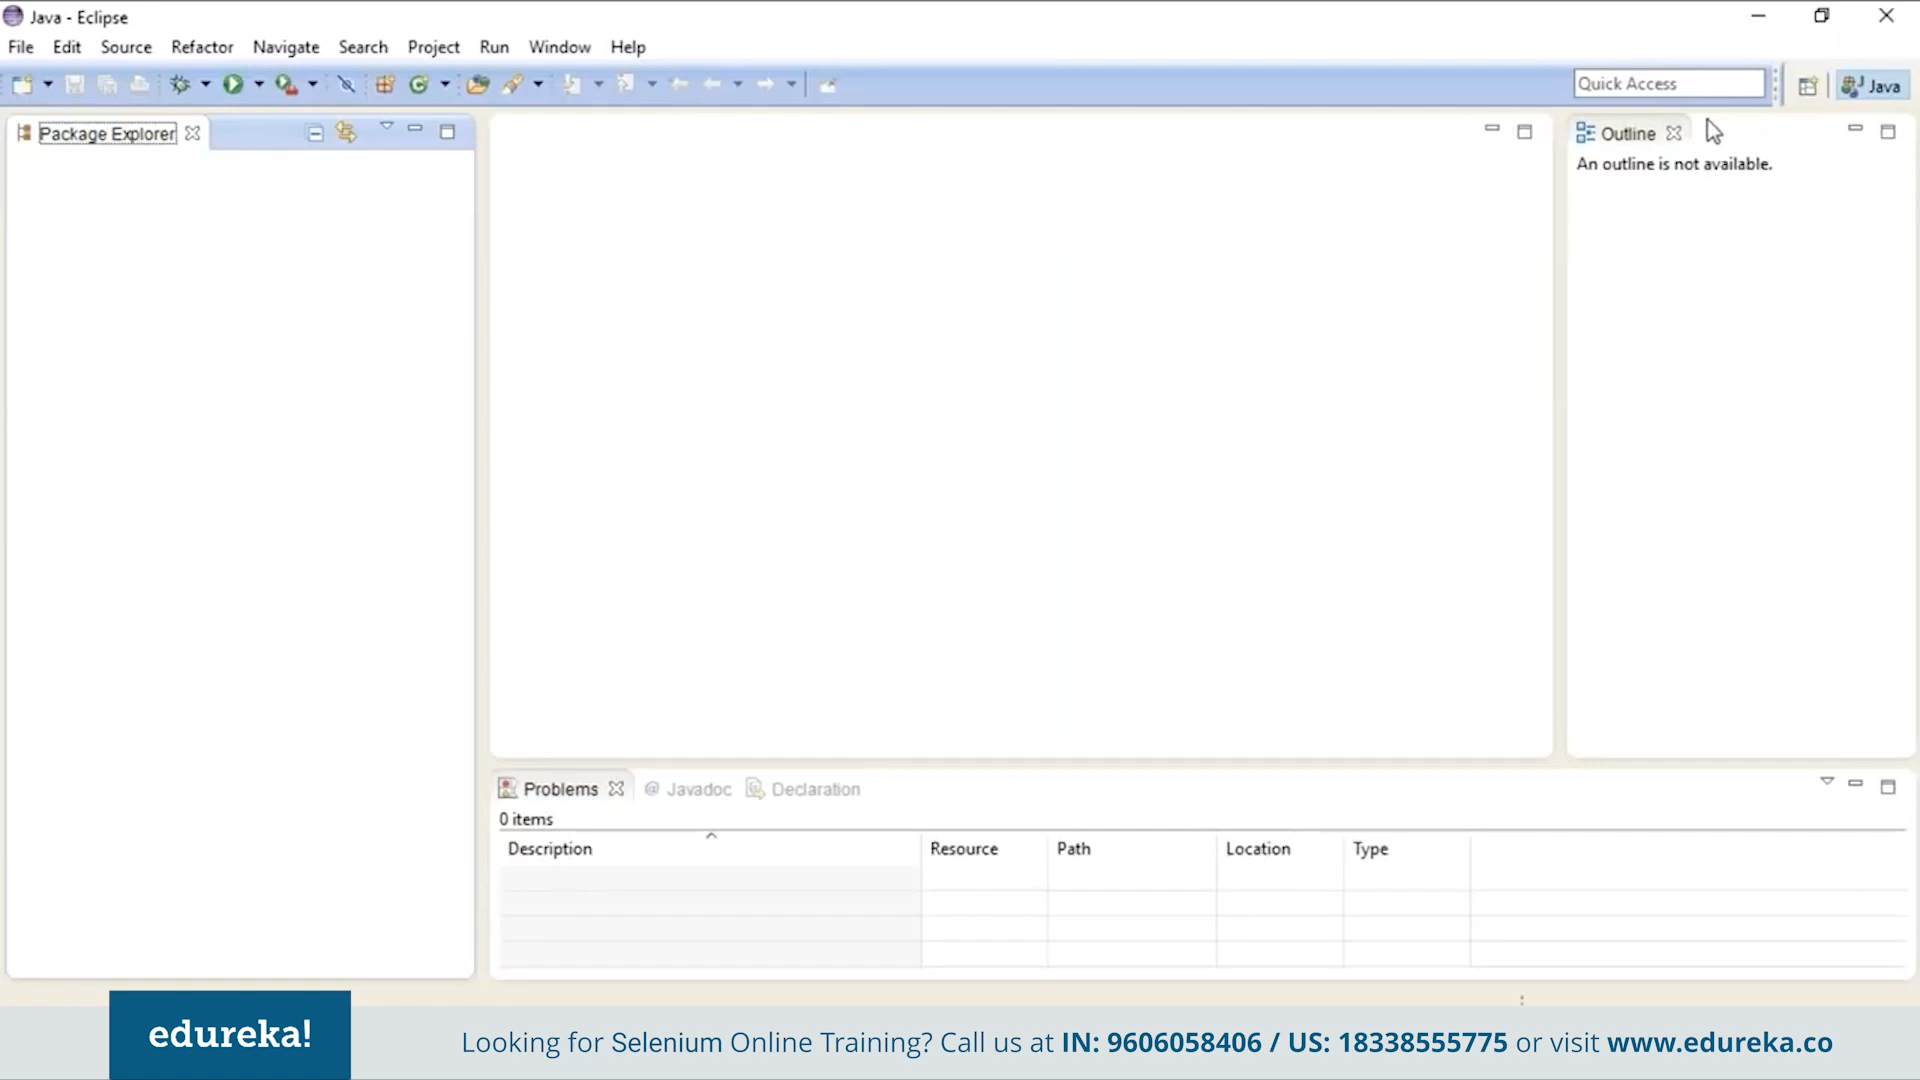 Java - Eclipse
File Edit Source Refactor Navigate Search Project Run Window Help
Quick Access
Java
Package Explorer
Outline
An outline is not available.
Problems @ Javadoc Declaration
0 items
Description Resource Path Location Type
edureka!
Looking for Selenium Online Training? Call us at IN: 9606058406 / US: 18338555775 or visit www.edureka.co